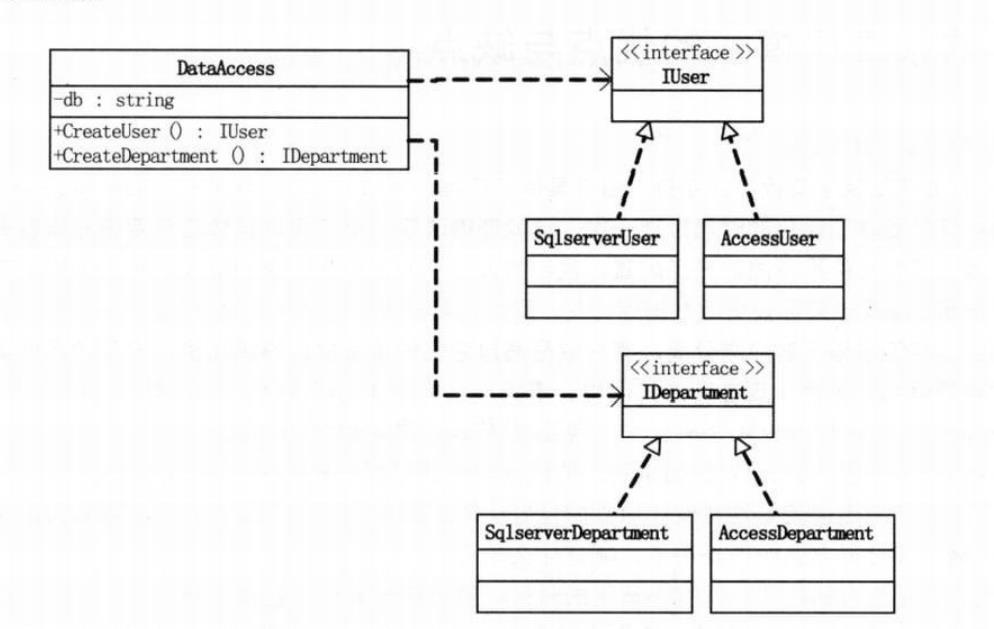 DataAccess
-db : string
+CreateUser () : IUser
+CreateDepartment () : IDepartment
<<interface>>
IUser
SqlserverUser
AccessUser
<<interface>>
IDepartment
SqlserverDepartment
AccessDepartment